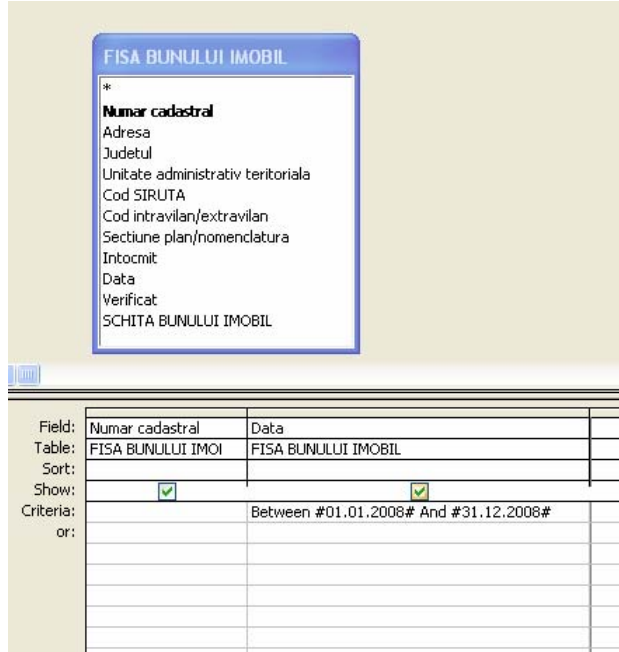 FISA BUNULUI IMOBIL
*
Numar cadastral
Adresa
Judetul
Unitate administrativ teritoriala
Cod SIRUTA
Cod intravilan/extravilan
Sectiune plan/nomenclatura
Intocmit
Data
Verificat
SCHITA BUNULUI IMOBIL
Field: Numar cadastral Data
Table: FISA BUNULUI IMOI FISA BUNULUI IMOBIL
Sort:
Show:
Criteria: Between #01.01.2008# And #31.12.2008#
or: